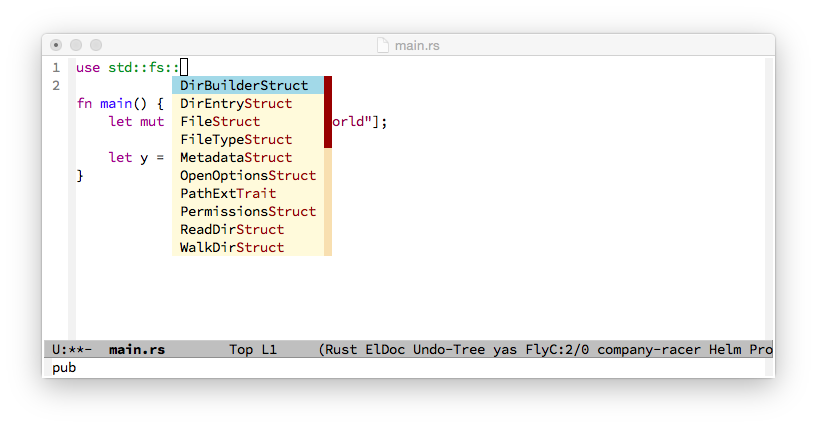 main.rs
1 use std::fs::
2
DirBuilderStruct
fn main() { DirEntryStruct
let mut FileStruct orld"];
FileTypeStruct
let y = MetadataStruct
} OpenOptionsStruct
PathExtTrait
PermissionsStruct
ReadDirStruct
WalkDirStruct
U:**- main.rs Top L1 (Rust ElDoc Undo-Tree yas FlyC:2/0 company-racer Helm Pro
pub